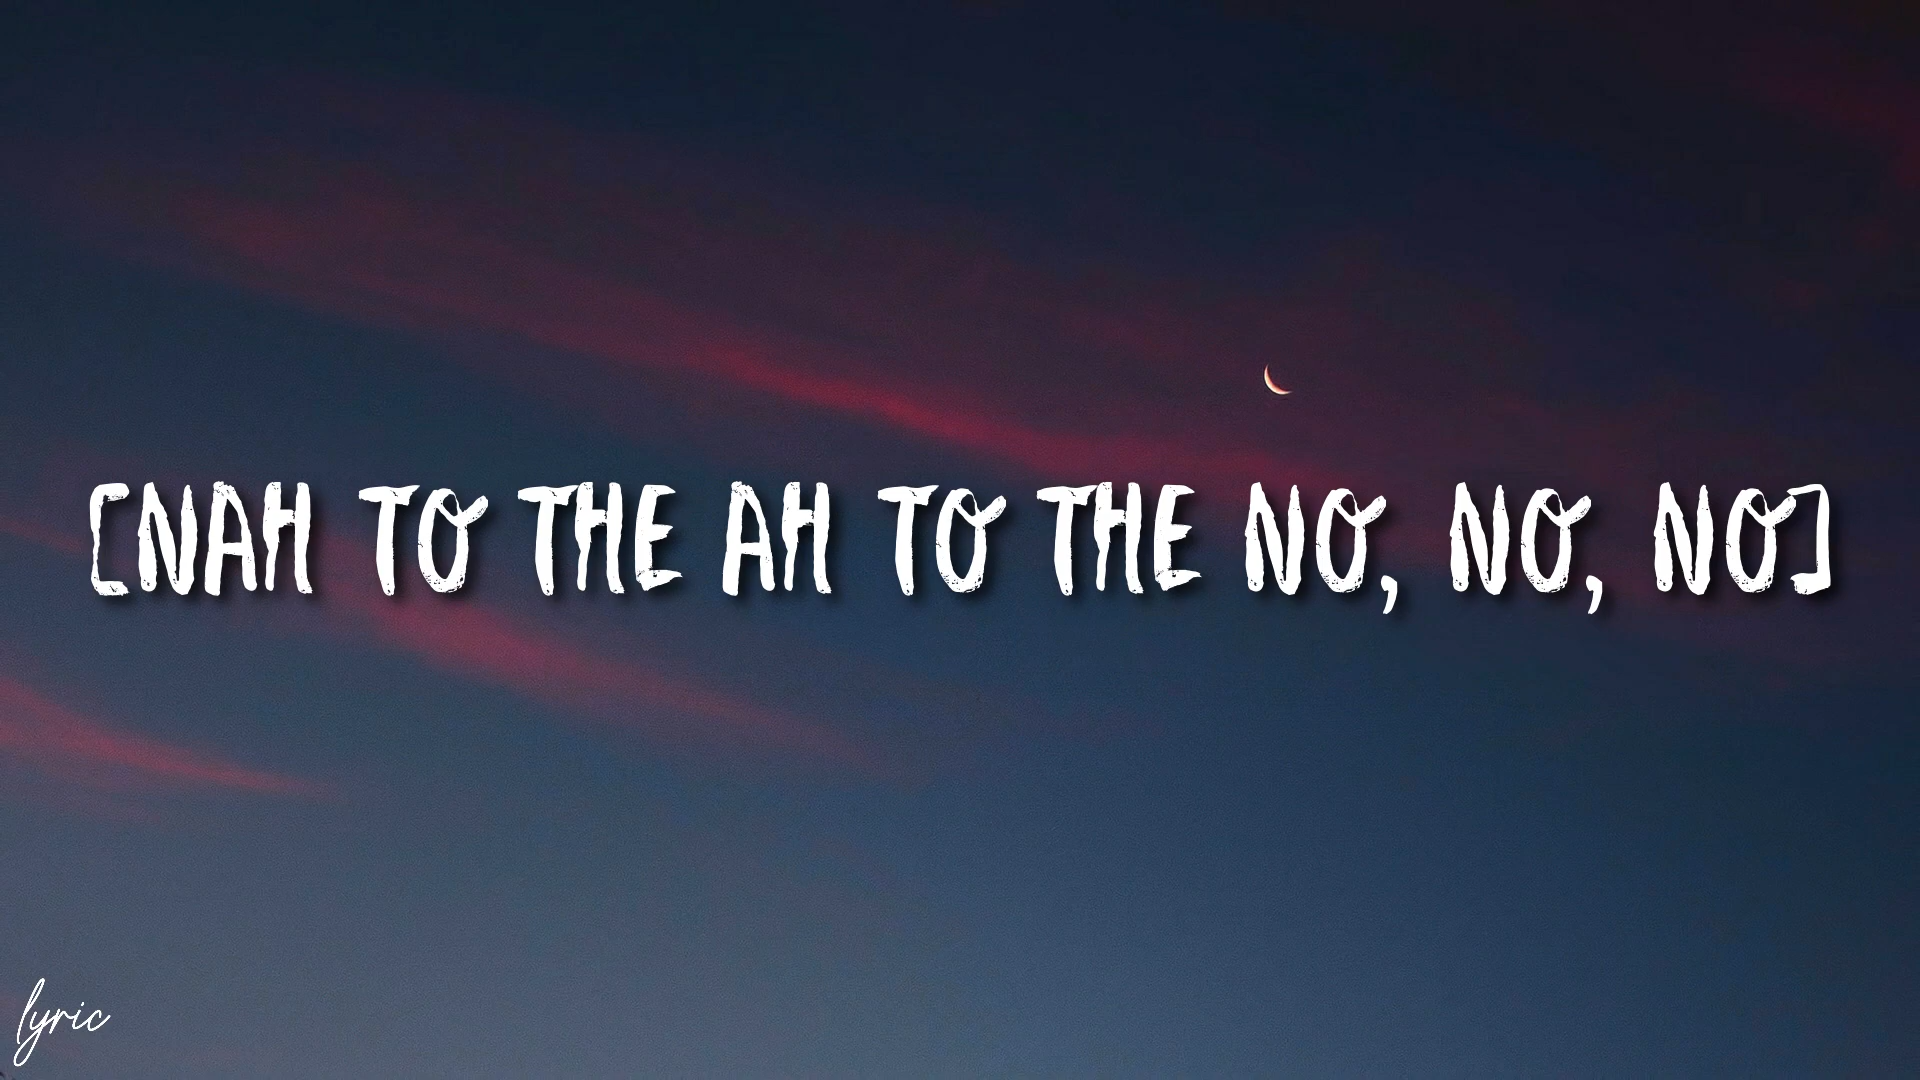 [NAH TO THE AH TO THE NO, NO, NO]
lyric